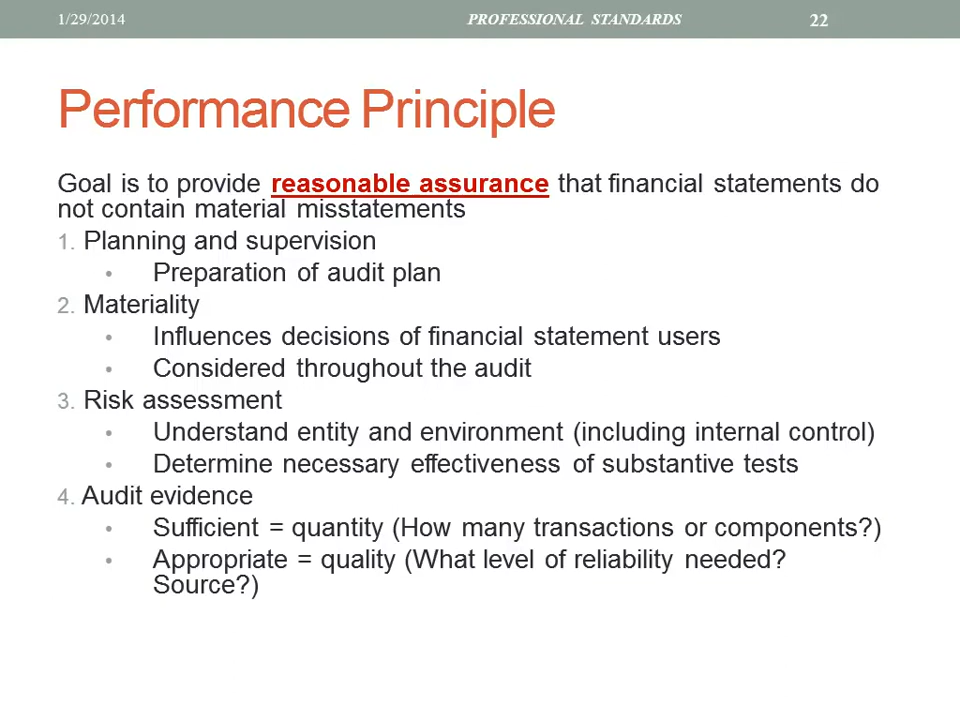 1/29/2014 PROFESSIONAL STANDARDS 22
Performance Principle
Goal is to provide reasonable assurance that financial statements do
not contain material misstatements
1. Planning and supervision
• Preparation of audit plan
2. Materiality
• Influences decisions of financial statement users
• Considered throughout the audit
3. Risk assessment
• Understand entity and environment (including internal control)
• Determine necessary effectiveness of substantive tests
4. Audit evidence
• Sufficient = quantity (How many transactions or components?)
• Appropriate = quality (What level of reliability needed?
Source?)